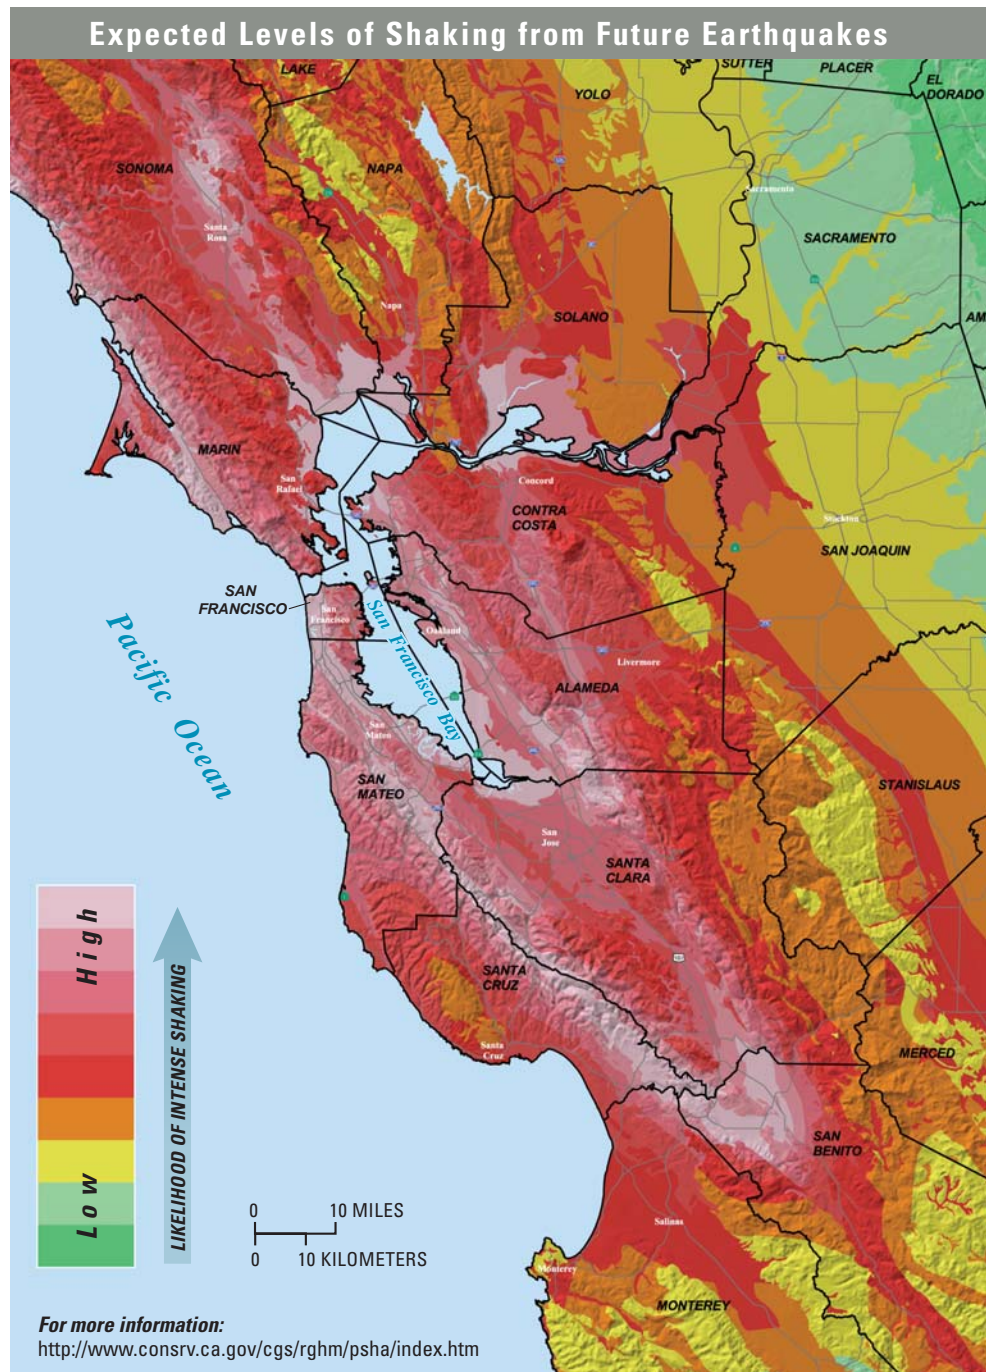 Expected Levels of Shaking from Future Earthquakes
LAKE
SUTTER
PLACER
EL
DORADO
YOLO
SONOMA
NAPA
Sacramento
Santa
Rosa
SACRAMENTO
Napa
SOLANO
AM
MARIN
San
Rafael
Concord
CONTRA
COSTA
Stockton
SAN JOAQUIN
SAN
FRANCISCO
San
Francisco
Oakland
San Francisco Bay
Livermore
Pacific Ocean
ALAMEDA
San
Mateo
SAN
MATEO
STANISLAUS
San
Jose
SANTA
CLARA
High
Low
LIKELIHOOD OF INTENSE SHAKING
101
SANTA
CRUZ
Santa
Cruz
MERCED
SAN
BENITO
0 10 MILES
0 10 KILOMETERS
Salinas
Monterey
MONTEREY
For more information:
http://www.consrv.ca.gov/cgs/rghm/psha/index.htm